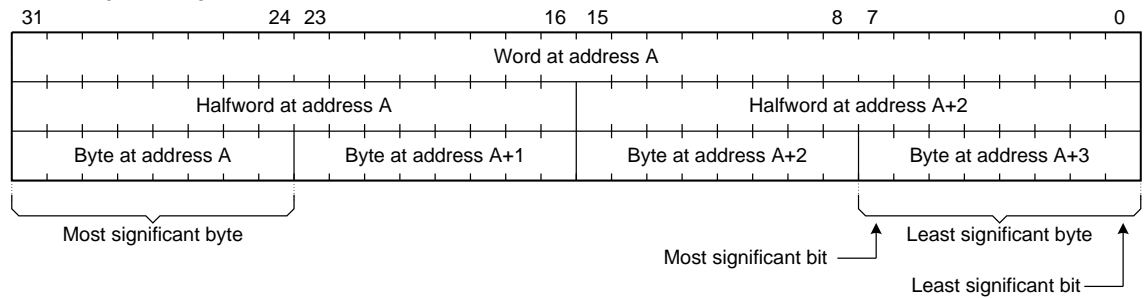 31 24 23 16 15 8 7 0
Word at address A
Halfword at address A Halfword at address A+2
Byte at address A Byte at address A+1 Byte at address A+2 Byte at address A+3
Most significant byte Least significant byte
Most significant bit
Least significant bit